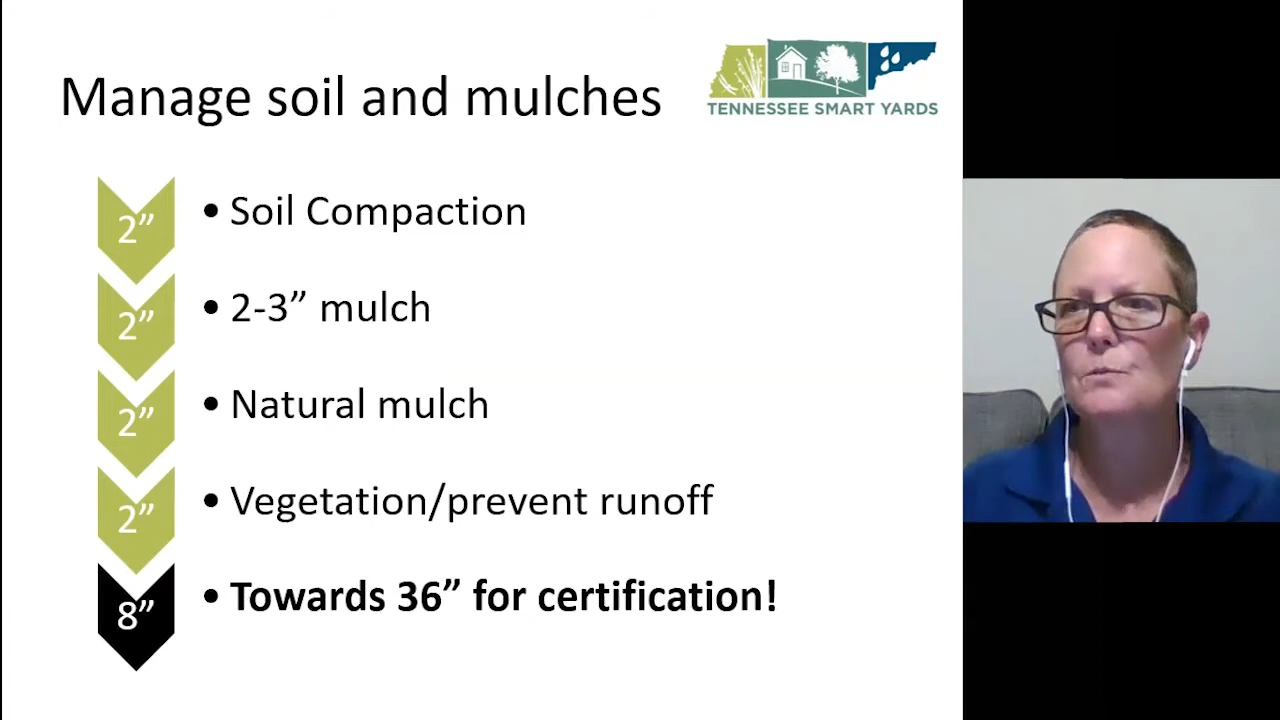 Manage soil and mulches
TENNESSEE SMART YARDS
2”
• Soil Compaction
2”
• 2-3” mulch
2”
• Natural mulch
2”
• Vegetation/prevent runoff
8”
• Towards 36” for certification!